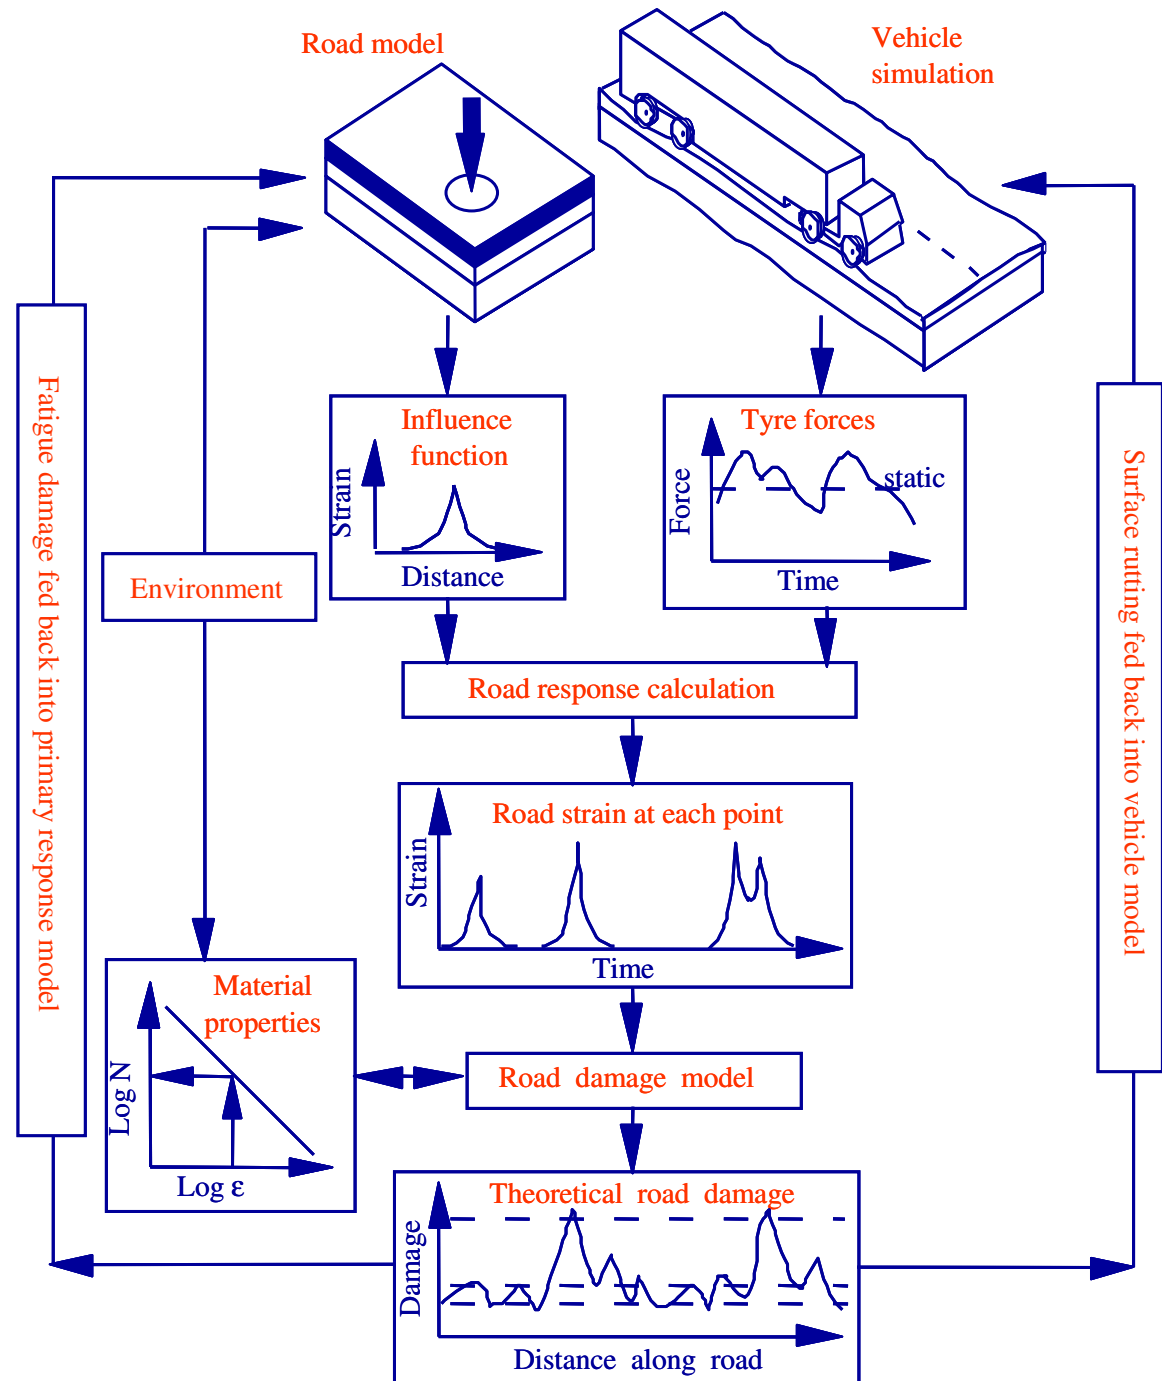 Road model
Vehicle
simulation
Influence
function
Strain
Distance
Tyre forces
static
Force
Time
Fatigue damage fed back into primary response model
Environment
Surface rutting fed back into vehicle model
Road response calculation
Road strain at each point
Strain
Time
Material
properties
Log N
Log ε
Road damage model
Theoretical road damage
Damage
Distance along road